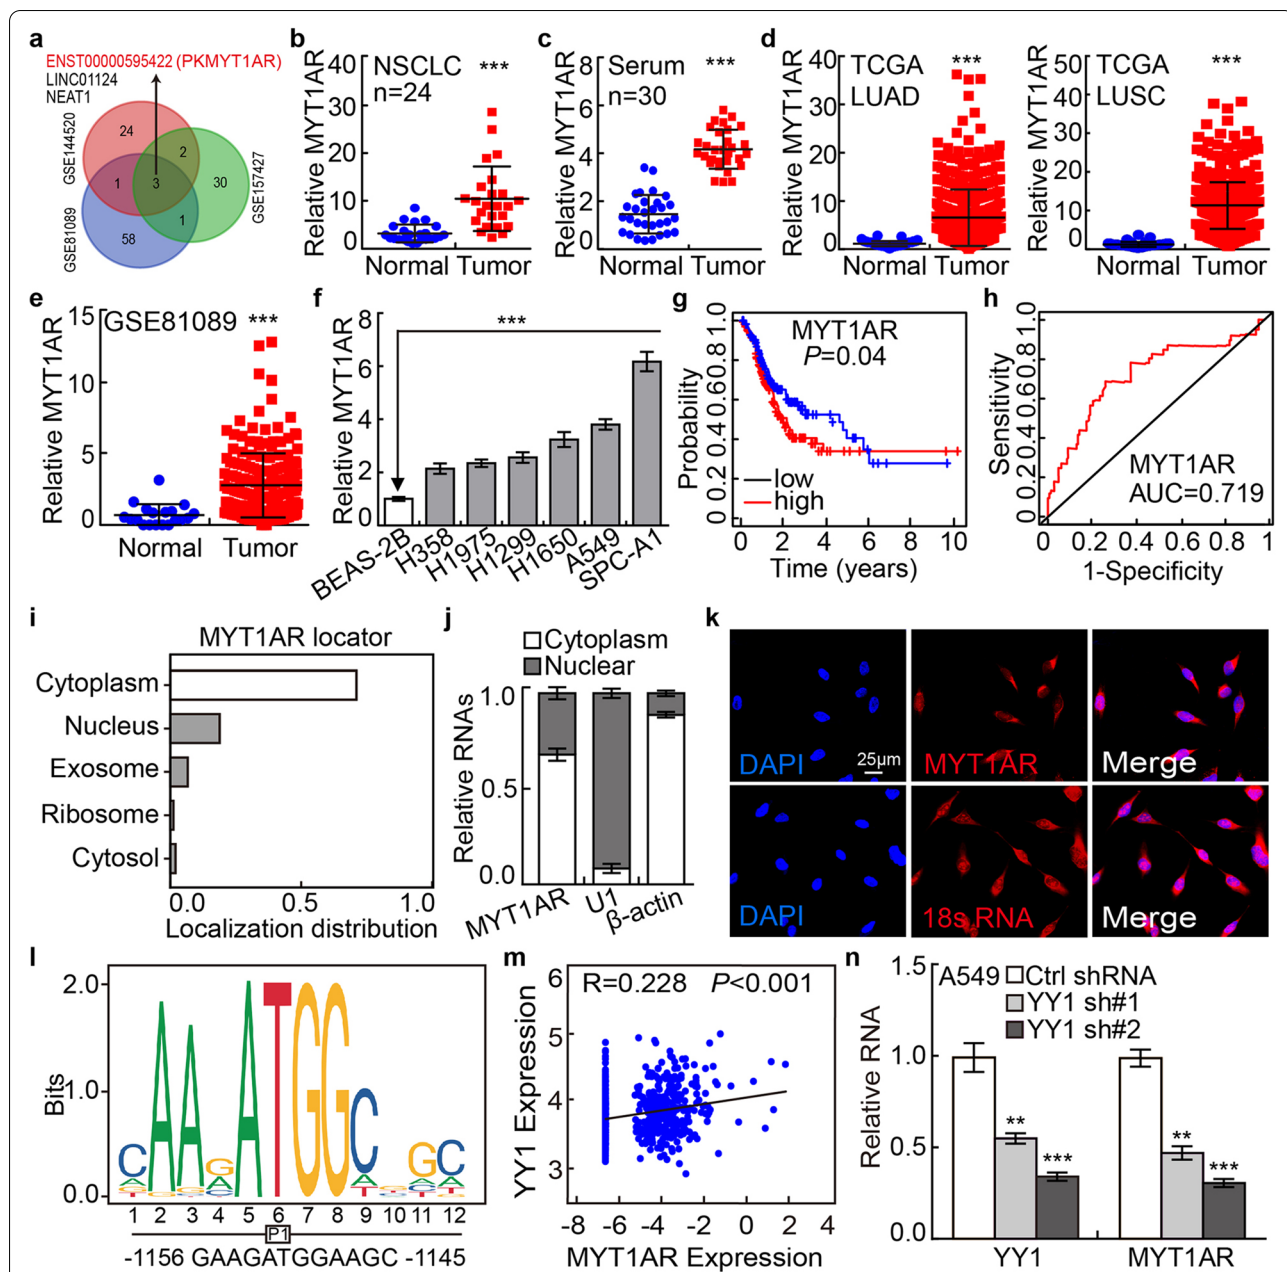 a
ENST00000595422 (PKMYT1AR)
LINC01124
NEAT1
GSE144520
GSE157427
GSE81089
24
2
1
3
30
1
58
b
Relative MYT1AR
40
30
20
10
0
NSCLC
n=24
***
Normal Tumor
c
Relative MYT1AR
8
6
4
2
0
Serum
n=30
***
Normal Tumor
d
Relative MYT1AR
40
30
20
10
0
TCGA
LUAD
***
Normal Tumor
Relative MYT1AR
50
40
30
20
10
0
TCGA
LUSC
***
Normal Tumor
e
Relative MYT1AR
15
10
5
0
GSE81089
***
Normal Tumor
f
Relative MYT1AR
8
6
4
2
0
***
BEAS-2B
H358
H1975
H1299
H1650
A549
SPC-A1
g
Probability
0 0.2 0.4 0.6 0.8 1.0
MYT1AR
P=0.04
low
high
0 2 4 6 8 10
Time (years)
h
Sensitivity
0 0.2 0.4 0.6 0.8 1.0
MYT1AR
AUC=0.719
0 0.2 0.4 0.6 0.8 1
1-Specificity
i
MYT1AR locator
Cytoplasm
Nucleus
Exosome
Ribosome
Cytosol
0.0 0.5 1.0
Localization distribution
j
Cytoplasm
Nuclear
Relative RNAs
1.0
0.5
0.0
MYT1AR
U1
β-actin
k
DAPI
25μm
MYT1AR
Merge
DAPI
18s RNA
Merge
l
Bits
2.0
1.0
0.0
1 2 3 4 5 6 7 8 9 10 11 12
P1
-1156 GAAGATGGAAGC -1145
m
YY1 Expression
6
5
4
3
R=0.228 P<0.001
-8 -6 -4 -2 0 2 4
MYT1AR Expression
n
Relative RNA
1.5
1.0
0.5
0.0
A549
Ctrl shRNA
YY1 sh#1
YY1 sh#2
**
***
**
***
YY1 MYT1AR